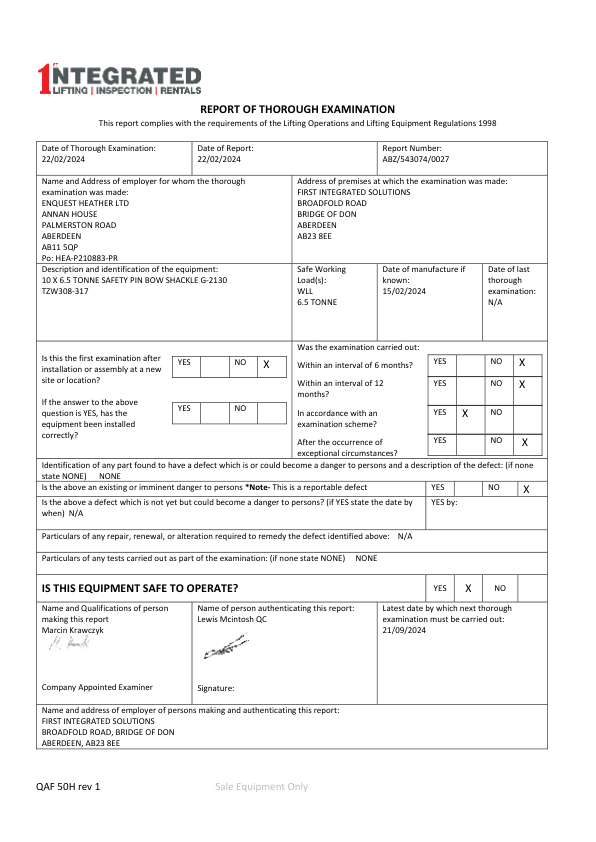 1NTEGRATED
LIFTING | INSPECTION | RENTALS
REPORT OF THOROUGH EXAMINATION
This report complies with the requirements of the Lifting Operations and Lifting Equipment Regulations 1998
Date of Thorough Examination:
22/02/2024
Date of Report:
22/02/2024
Report Number:
ABZ/543074/0027
Name and Address of employer for whom the thorough
examination was made:
ENQUEST HEATHER LTD
ANNAN HOUSE
PALMERSTON ROAD
ABERDEEN
AB11 5QP
Po: HEA-P210883-PR
Address of premises at which the examination was made:
FIRST INTEGRATED SOLUTIONS
BROADFOLD ROAD
BRIDGE OF DON
ABERDEEN
AB23 8EE
Description and identification of the equipment:
10 X 6.5 TONNE SAFETY PIN BOW SHACKLE G-2130
TZW308-317
Safe Working
Load(s):
WLL
6.5 TONNE
Date of manufacture if
known:
15/02/2024
Date of last
thorough
examination:
N/A
Is this the first examination after
installation or assembly at a new
site or location?
YES NO X
If the answer to the above
question is YES, has the
equipment been installed
correctly?
YES NO
Was the examination carried out:
Within an interval of 6 months?
YES NO X
Within an interval of 12
months?
YES NO X
In accordance with an
examination scheme?
YES X NO
After the occurrence of
exceptional circumstances?
YES NO X
Identification of any part found to have a defect which is or could become a danger to persons and a description of the defect: (if none
state NONE) NONE
Is the above an existing or imminent danger to persons *Note- This is a reportable defect
YES NO X
Is the above a defect which is not yet but could become a danger to persons? (if YES state the date by
when) N/A
YES by:
Particulars of any repair, renewal, or alteration required to remedy the defect identified above: N/A
Particulars of any tests carried out as part of the examination: (if none state NONE) NONE
IS THIS EQUIPMENT SAFE TO OPERATE?
YES X NO
Name and Qualifications of person
making this report
Marcin Krawczyk
Company Appointed Examiner
Name of person authenticating this report:
Lewis Mcintosh QC
Signature:
Latest date by which next thorough
examination must be carried out:
21/09/2024
Name and address of employer of persons making and authenticating this report:
FIRST INTEGRATED SOLUTIONS
BROADFOLD ROAD, BRIDGE OF DON
ABERDEEN, AB23 8EE
QAF 50H rev 1
Sale Equipment Only